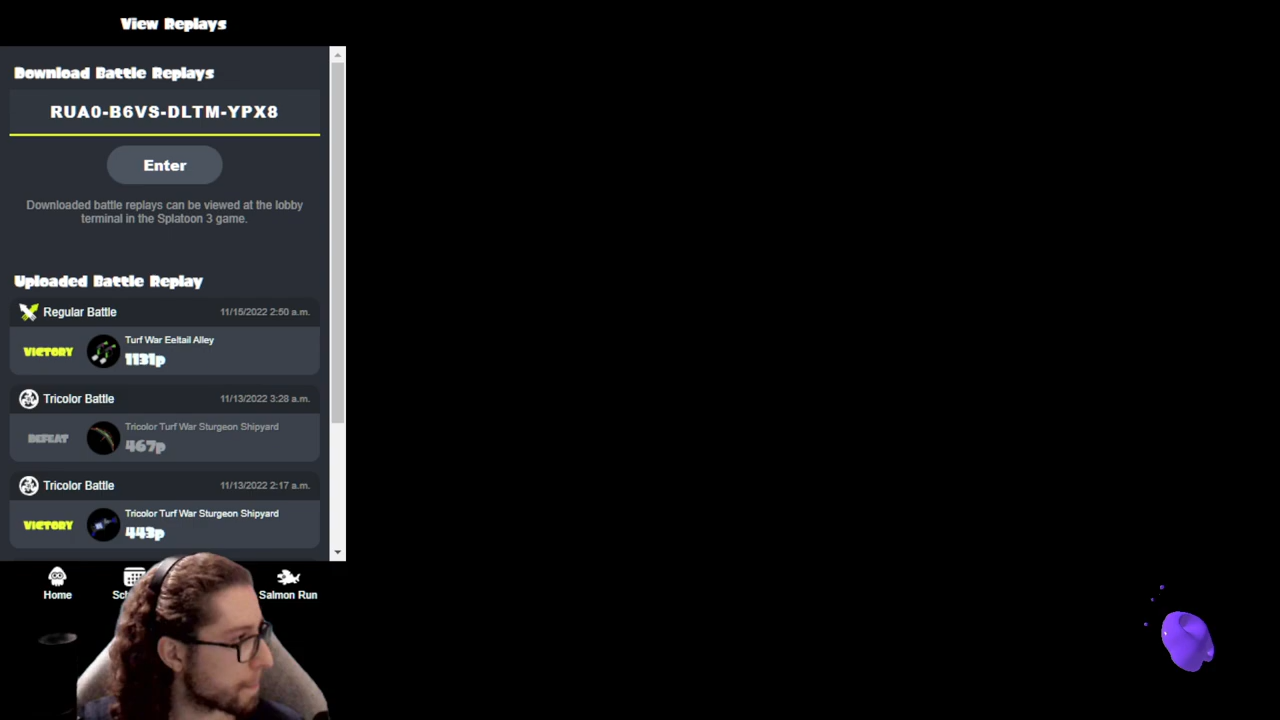 View Replays
Download Battle Replays
RUA0-B6VS-DLTM-YPX8
Enter
Downloaded battle replays can be viewed at the lobby
terminal in the Splatoon 3 game.
Uploaded Battle Replay
Regular Battle 11/15/2022 2:50 a.m.
VICTORY Turf War Eeltail Alley
1131p
Tricolor Battle 11/13/2022 3:28 a.m.
DEFEAT Tricolor Turf War Sturgeon Shipyard
467p
Tricolor Battle 11/13/2022 2:17 a.m.
VICTORY Tricolor Turf War Sturgeon Shipyard
443p
Home Sch Salmon Run